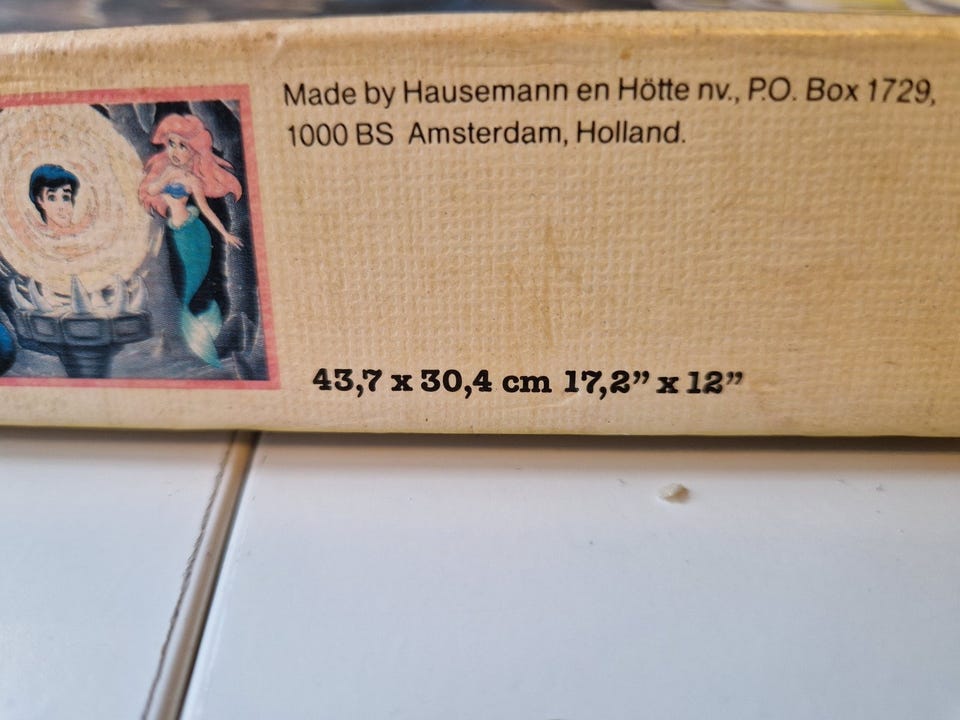 Made by Hausemann en Hötte nv., P.O. Box 1729,
1000 BS Amsterdam, Holland.
43,7 x 30,4 cm 17,2” x 12”